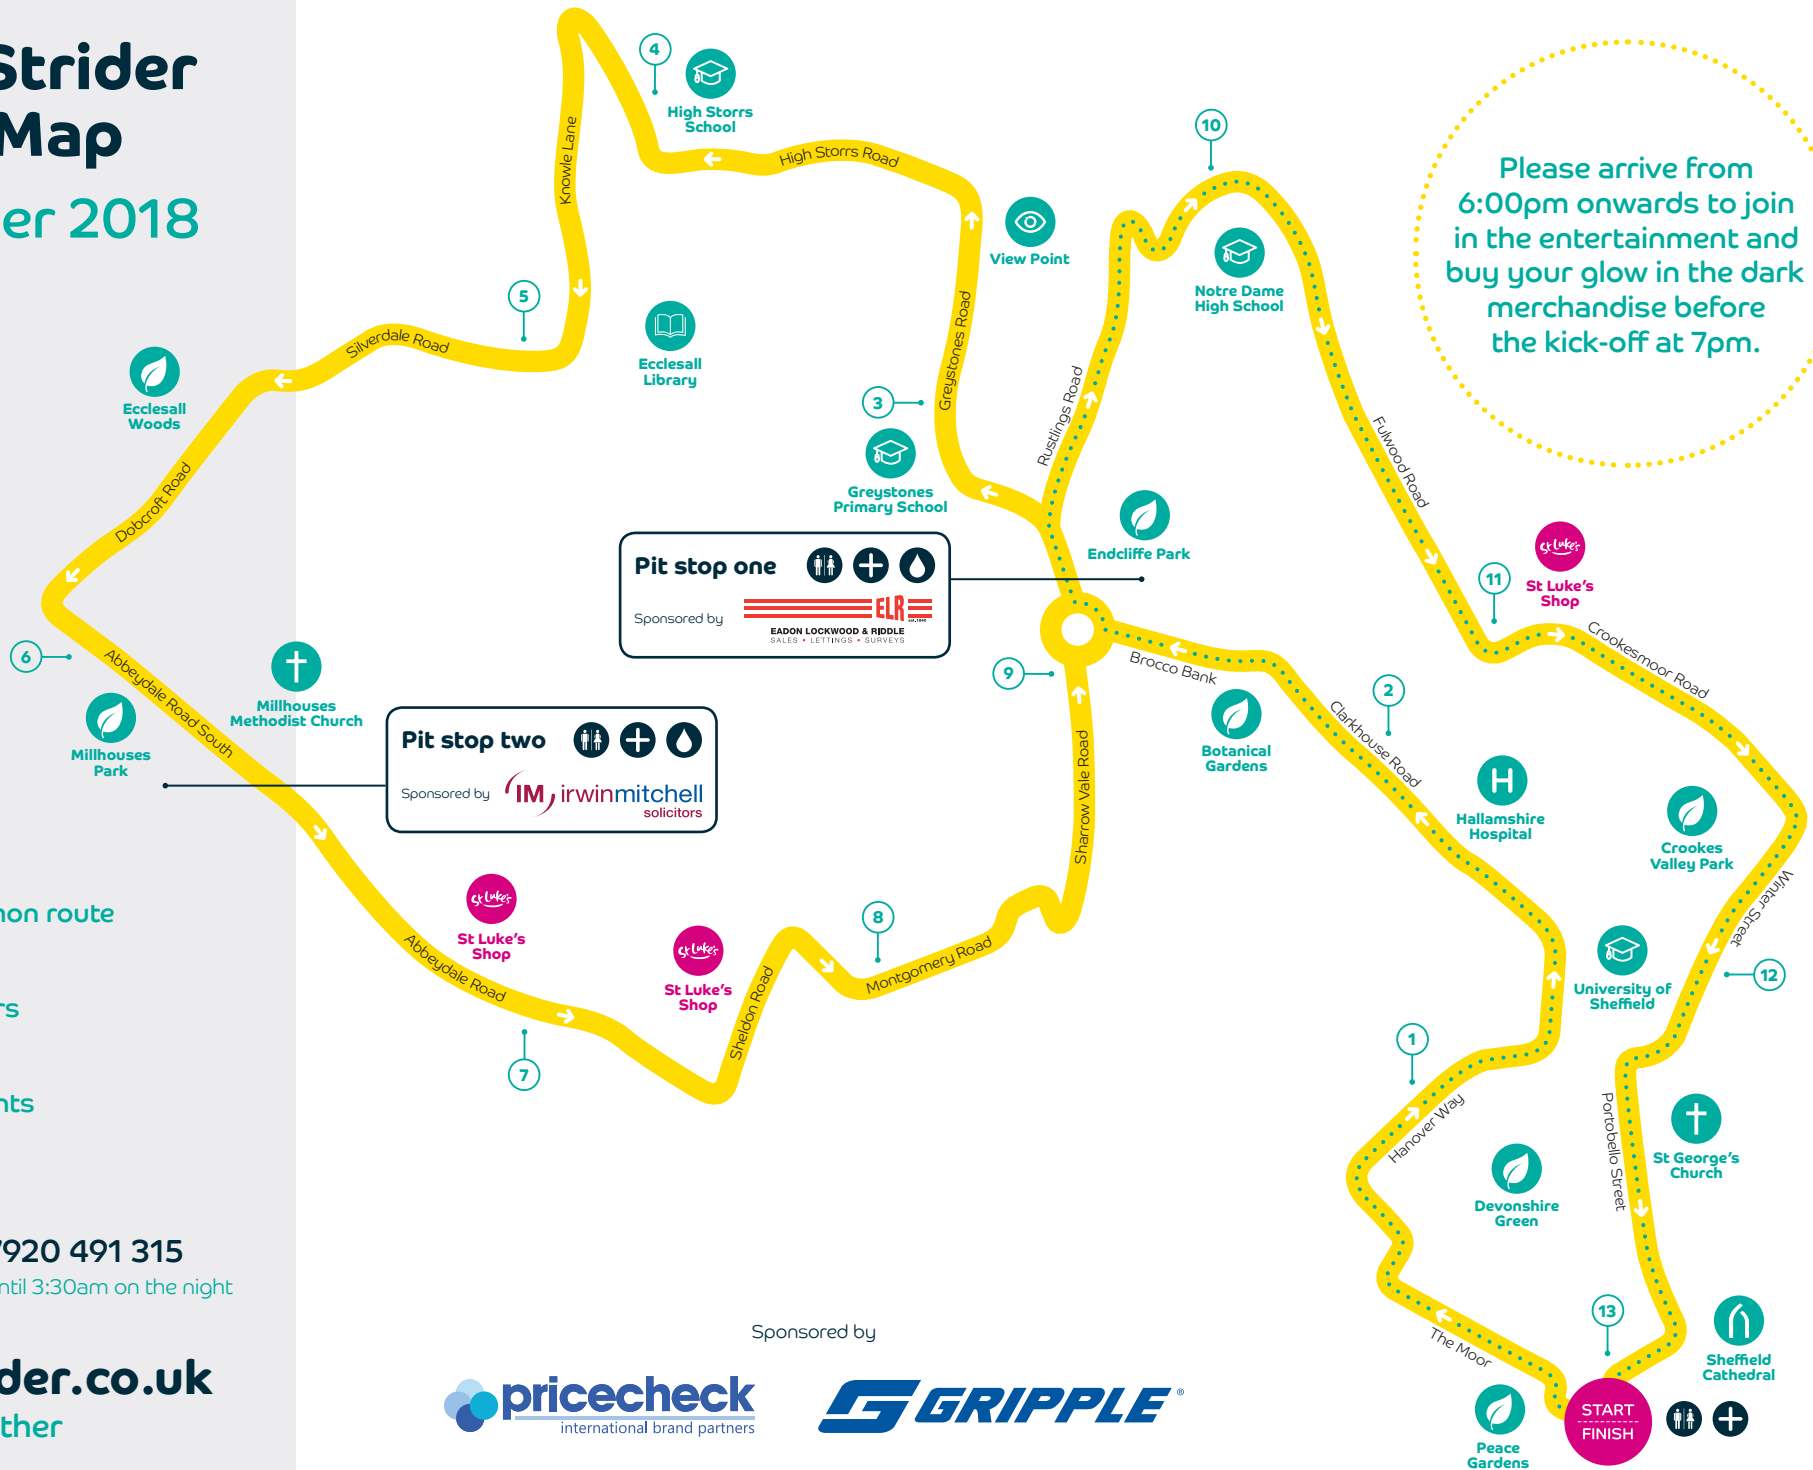 Strider
Map
er 2018
non route
rs
nts
7920 491 315
ntil 3:30am on the night
der.co.uk
ther
Please arrive from
6:00pm onwards to join
in the entertainment and
buy your glow in the dark
merchandise before
the kick-off at 7pm.
4
High Storrs
School
High Storrs Road
Knowle Lane
10
View Point
Notre Dame
High School
5
Silverdale Road
Ecclesall
Library
Ecclesall
Woods
Greystones Road
3
Greystones
Primary School
Rustlings Road
Fulwood Road
Dobcroft Road
Endcliffe Park
Pit stop one
Sponsored by
ELR
est.1840
EADON LOCKWOOD & RIDDLE
SALES • LETTINGS • SURVEYS
11
St Luke's
St Luke's
Shop
Crookesmoor Road
6
Abbeydale Road South
Millhouses
Methodist Church
Millhouses
Park
9
Brocco Bank
2
Clarkhouse Road
Botanical
Gardens
Pit stop two
Sponsored by
IM irwinmitchell
solicitors
Sharrow Vale Road
Hallamshire
Hospital
Crookes
Valley Park
Winter Street
St Luke's
St Luke's
Shop
Abbeydale Road
St Luke's
St Luke's
Shop
8
Montgomery Road
Sheldon Road
7
University of
Sheffield
12
1
Hanover Way
Portobello Street
St George's
Church
Devonshire
Green
The Moor
13
Sheffield
Cathedral
START
FINISH
Peace
Gardens
Sponsored by
pricecheck
international brand partners
GRIPPLE
®